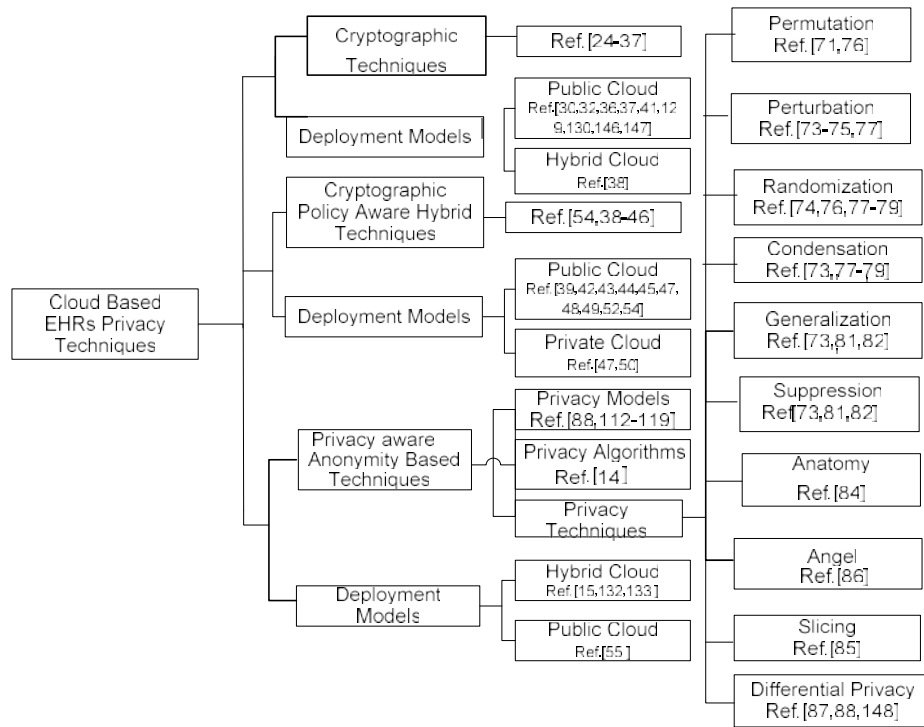 Cloud Based
EHRs Privacy
Techniques
Cryptographic
Techniques
Ref.[24-37]
Deployment Models
Public Cloud
Ref.[30,32,36,37,41,12
9,130,146,147]
Hybrid Cloud
Ref.[38]
Cryptographic
Policy Aware Hybrid
Techniques
Ref.[54,38-46]
Deployment Models
Public Cloud
Ref.[39,42,43,44,45,47,
48,49,52,54]
Private Cloud
Ref.[47,50]
Privacy aware
Anonymity Based
Techniques
Privacy Models
Ref.[88,112-119]
Privacy Algorithms
Ref.[14]
Privacy
Techniques
Deployment
Models
Hybrid Cloud
Ref.[15,132,133]
Public Cloud
Ref.[55]
Permutation
Ref.[71,76]
Perturbation
Ref.[73-75,77]
Randomization
Ref.[74,76,77-79]
Condensation
Ref.[73,77-79]
Generalization
Ref.[73,81,82]
Suppression
Ref[73,81,82]
Anatomy
Ref.[84]
Angel
Ref.[86]
Slicing
Ref.[85]
Differential Privacy
Ref.[87,88,148]